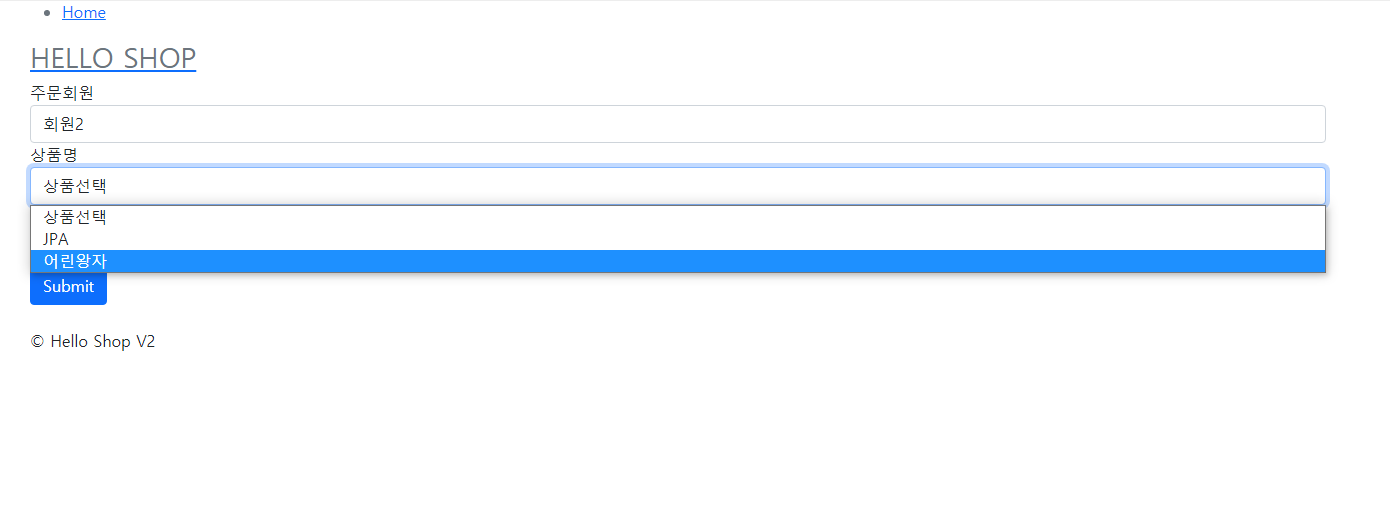 Home
HELLO SHOP
주문회원
회원2
상품명
상품선택
상품선택
JPA
어린왕자
Submit
© Hello Shop V2